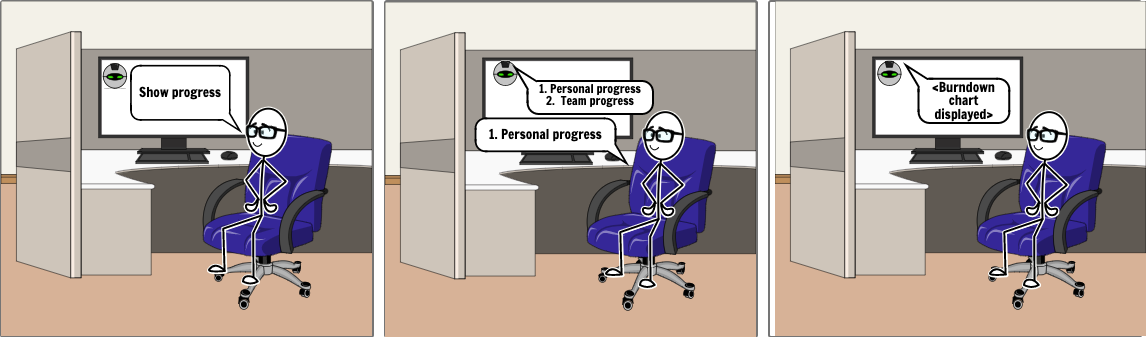 Show progress
1. Personal progress
2. Team progress
1. Personal progress
<Burndown
chart
displayed>